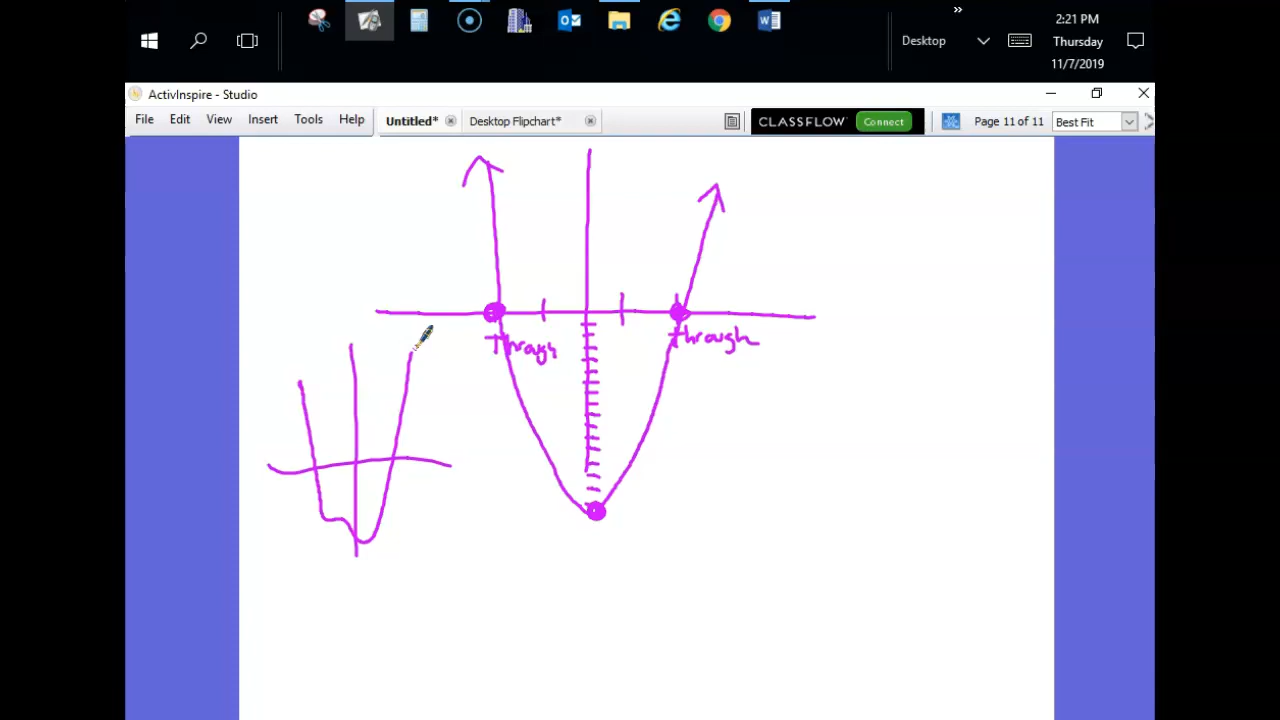 »
2:21 PM
Desktop
Thursday
11/7/2019
ActivInspire - Studio
File Edit View Insert Tools Help Untitled* Desktop Flipchart* CLASSFLOW Connect Page 11 of 11 Best Fit
through through